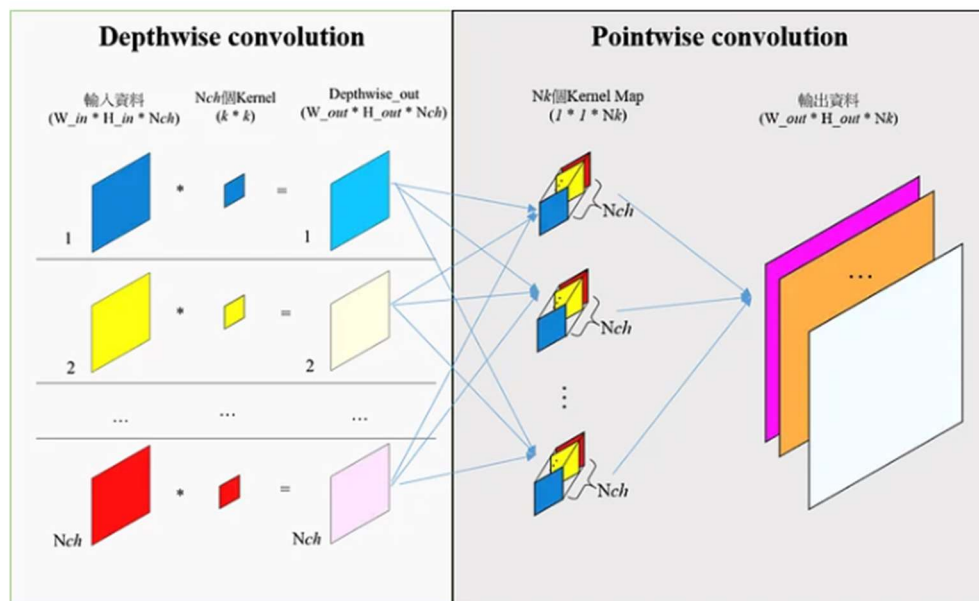 Depthwise convolution
輸入資料
(W_in * H_in * Nch)
Nch個Kernel
(k * k)
Depthwise_out
(W_out * H_out * Nch)
* =
1 1
* =
2 2
... ... ...
* =
Nch Nch
Pointwise convolution
Nk個Kernel Map
(1 * 1 * Nk)
輸出資料
(W_out * H_out * Nk)
Nch
Nch
⋮
Nch
...